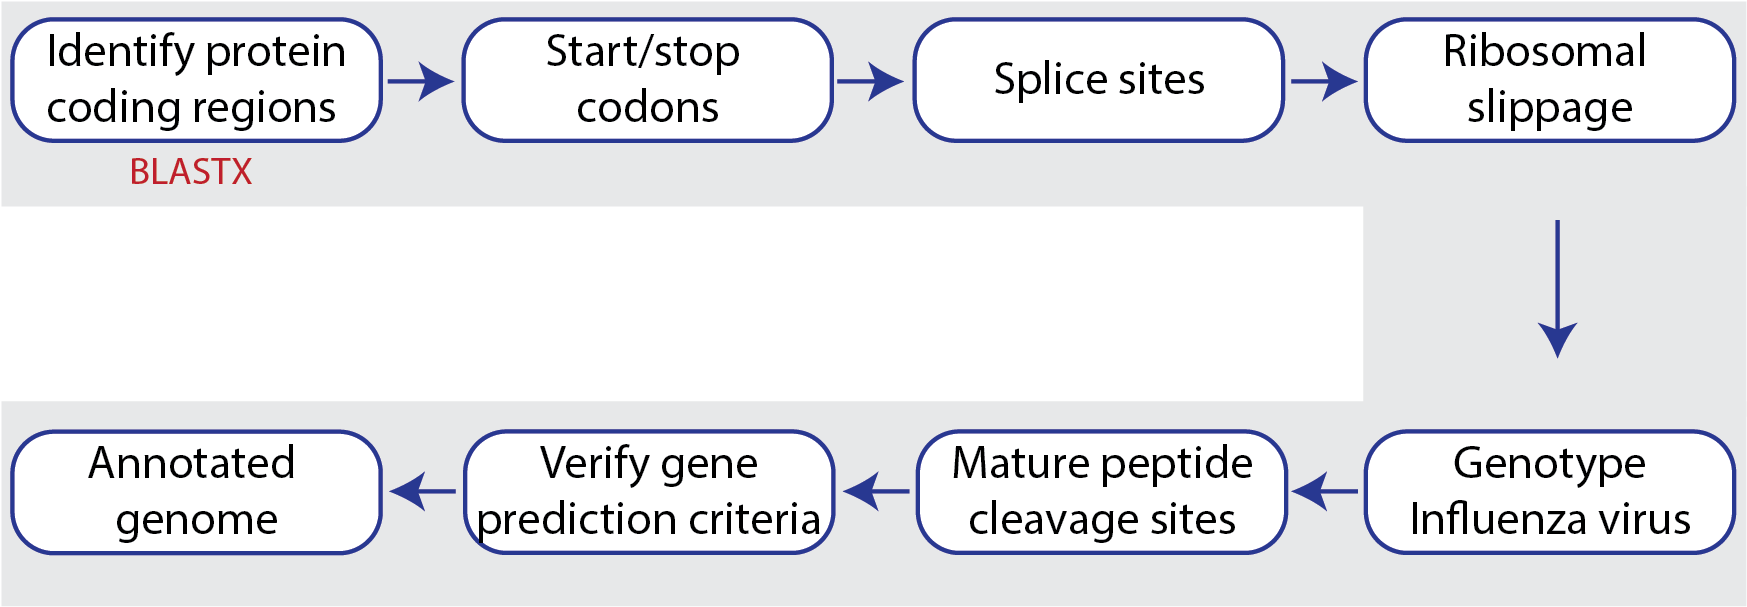 Identify protein
coding regions
BLASTX
Start/stop
codons
Splice sites
Ribosomal
slippage
Genotype
Influenza virus
Mature peptide
cleavage sites
Verify gene
prediction criteria
Annotated
genome